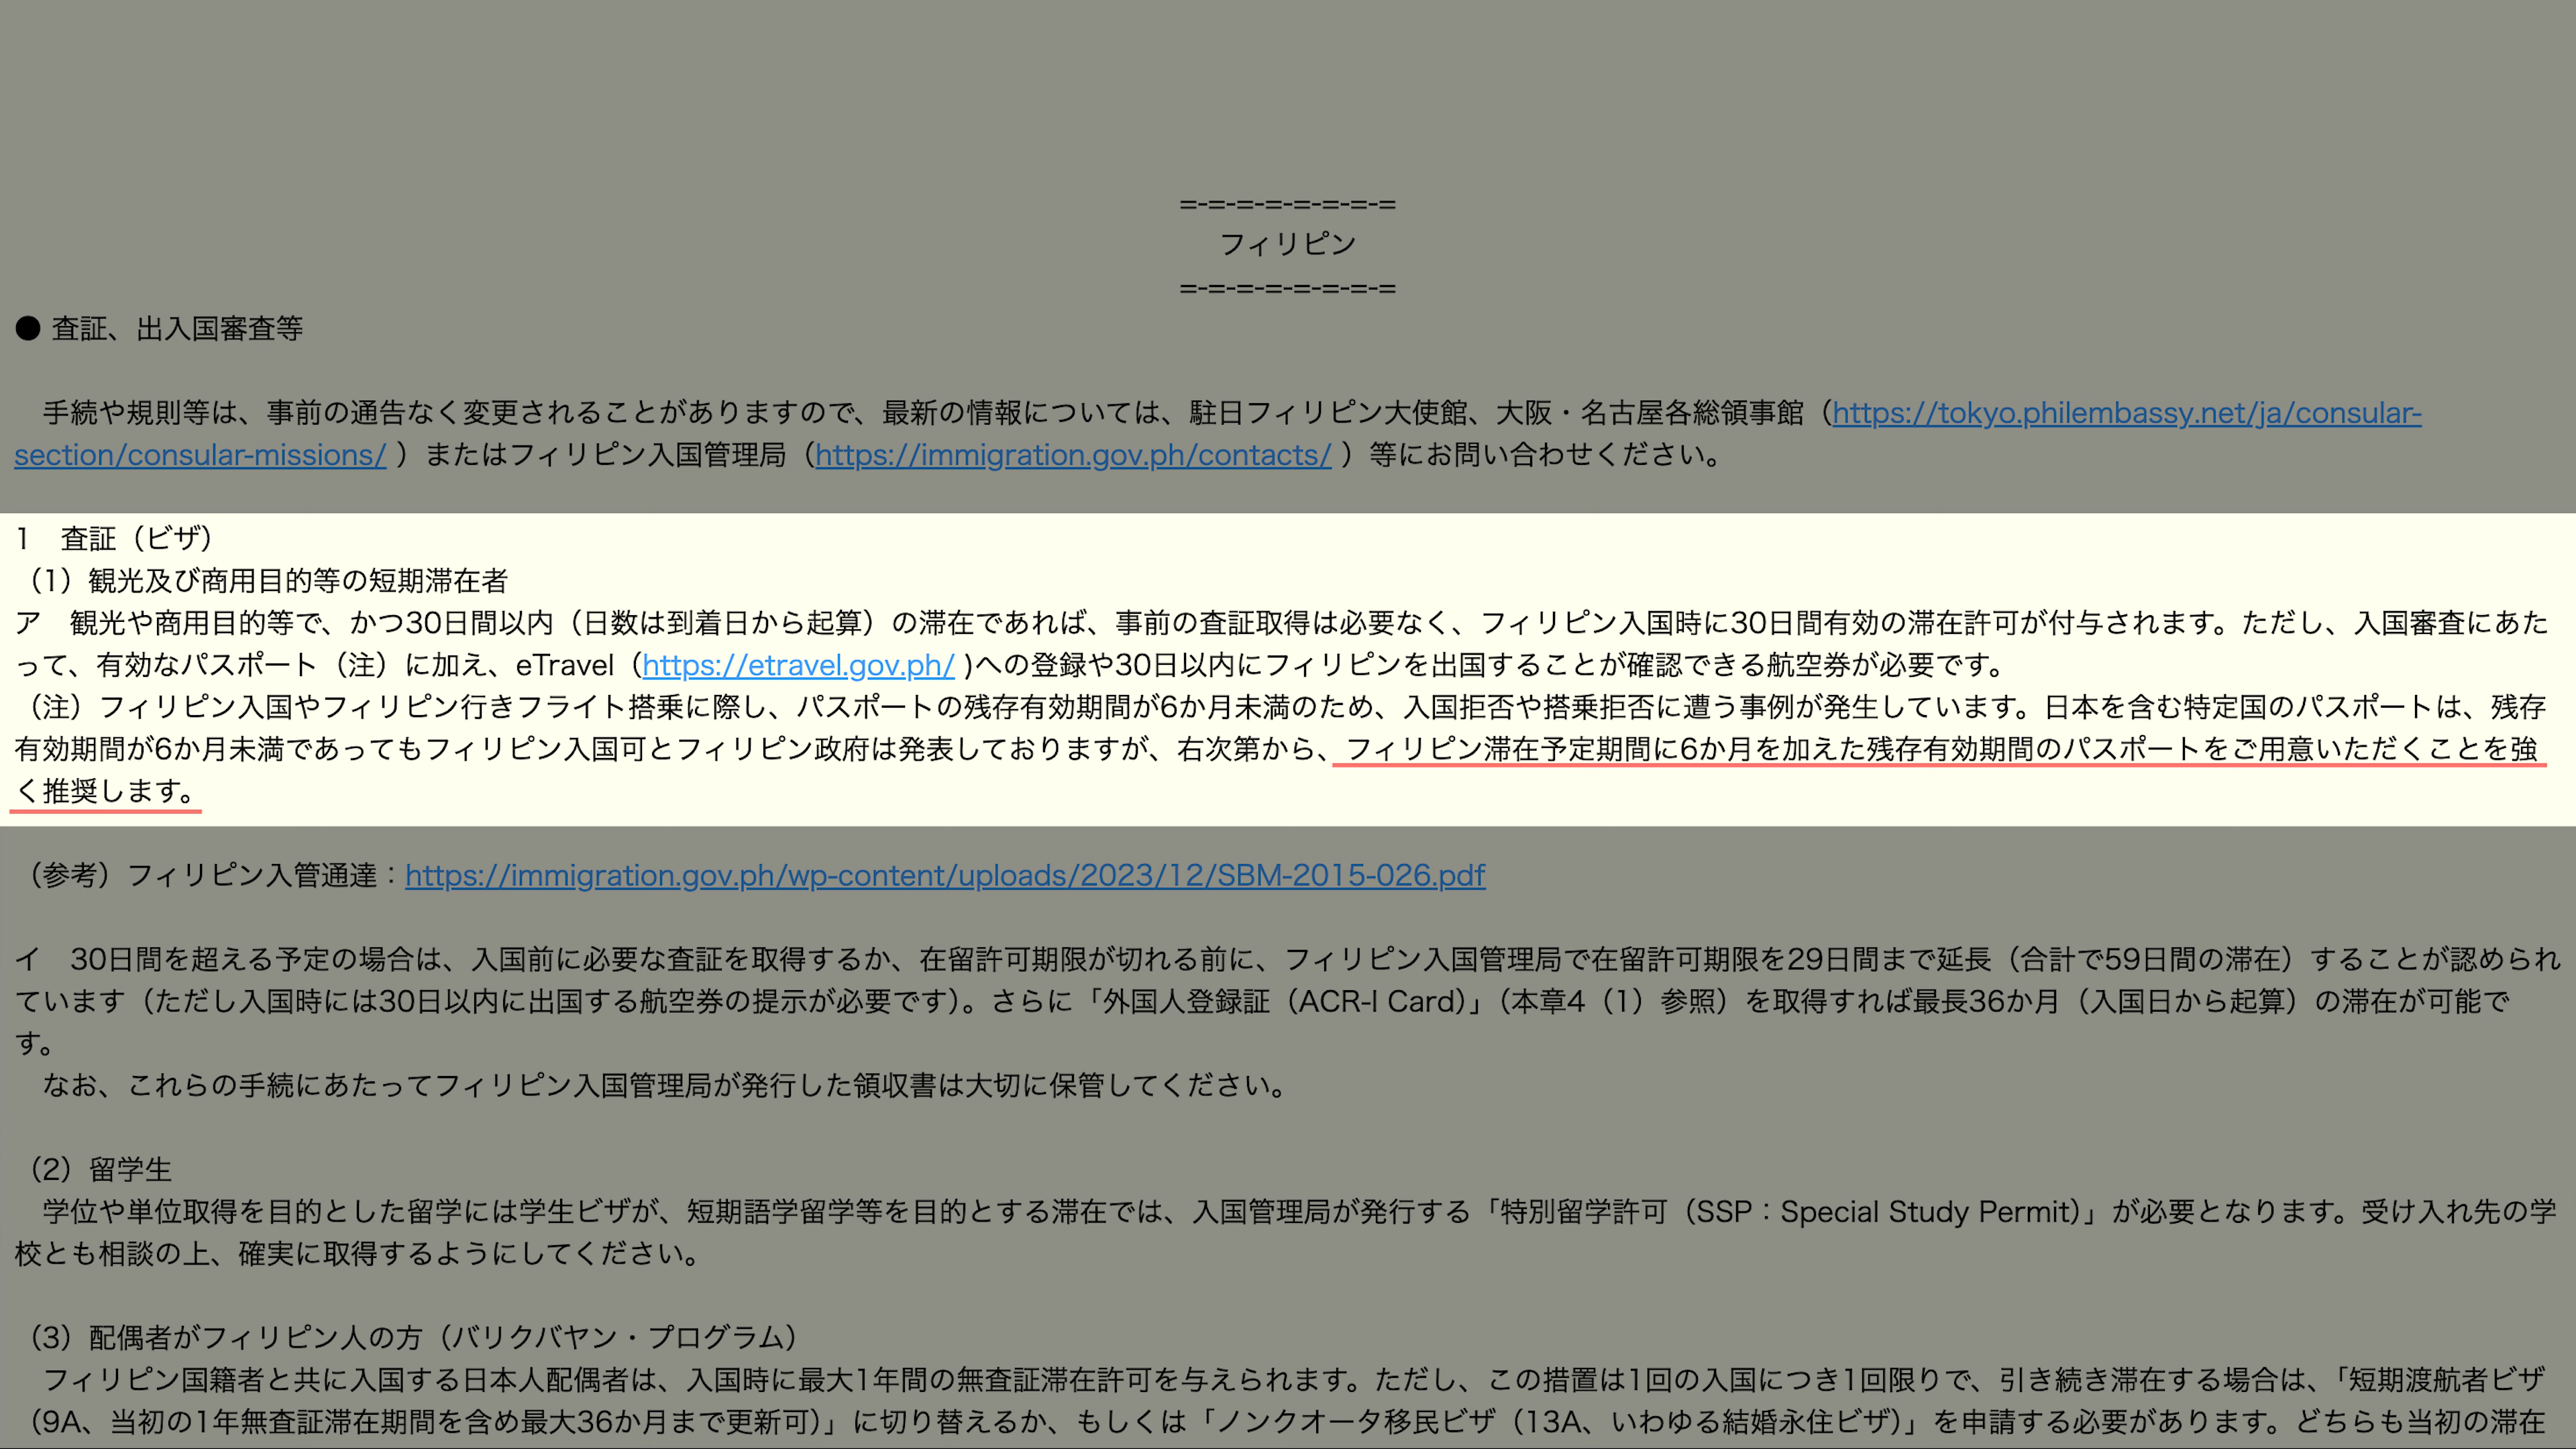 =-=-=-=-=-=-=-=
フィリピン
=-=-=-=-=-=-=-=
● 査証、出入国審査等
　手続や規則等は、事前の通告なく変更されることがありますので、最新の情報については、駐日フィリピン大使館、大阪・名古屋各総領事館（https://tokyo.philembassy.net/ja/consular-
section/consular-missions/ ）またはフィリピン入国管理局（https://immigration.gov.ph/contacts/ ）等にお問い合わせください。
1　査証（ビザ）
（1）観光及び商用目的等の短期滞在者
ア　観光や商用目的等で、かつ30日間以内（日数は到着日から起算）の滞在であれば、事前の査証取得は必要なく、フィリピン入国時に30日間有効の滞在許可が付与されます。ただし、入国審査にあた
って、有効なパスポート（注）に加え、eTravel（https://etravel.gov.ph/ )への登録や30日以内にフィリピンを出国することが確認できる航空券が必要です。
（注）フィリピン入国やフィリピン行きフライト搭乗に際し、パスポートの残存有効期間が6か月未満のため、入国拒否や搭乗拒否に遭う事例が発生しています。日本を含む特定国のパスポートは、残存
有効期間が6か月未満であってもフィリピン入国可とフィリピン政府は発表しておりますが、右次第から、フィリピン滞在予定期間に6か月を加えた残存有効期間のパスポートをご用意いただくことを強
く推奨します。
（参考）フィリピン入管通達：https://immigration.gov.ph/wp-content/uploads/2023/12/SBM-2015-026.pdf
イ　30日間を超える予定の場合は、入国前に必要な査証を取得するか、在留許可期限が切れる前に、フィリピン入国管理局で在留許可期限を29日間まで延長（合計で59日間の滞在）することが認められ
ています（ただし入国時には30日以内に出国する航空券の提示が必要です）。さらに「外国人登録証（ACR-I Card）」（本章4（1）参照）を取得すれば最長36か月（入国日から起算）の滞在が可能で
す。
　なお、これらの手続にあたってフィリピン入国管理局が発行した領収書は大切に保管してください。
（2）留学生
　学位や単位取得を目的とした留学には学生ビザが、短期語学留学等を目的とする滞在では、入国管理局が発行する「特別留学許可（SSP：Special Study Permit）」が必要となります。受け入れ先の学
校とも相談の上、確実に取得するようにしてください。
（3）配偶者がフィリピン人の方（バリクバヤン・プログラム）
　フィリピン国籍者と共に入国する日本人配偶者は、入国時に最大1年間の無査証滞在許可を与えられます。ただし、この措置は1回の入国につき1回限りで、引き続き滞在する場合は、「短期渡航者ビザ
（9A、当初の1年無査証滞在期間を含め最大36か月まで更新可）」に切り替えるか、もしくは「ノンクオータ移民ビザ（13A、いわゆる結婚永住ビザ）」を申請する必要があります。どちらも当初の滞在